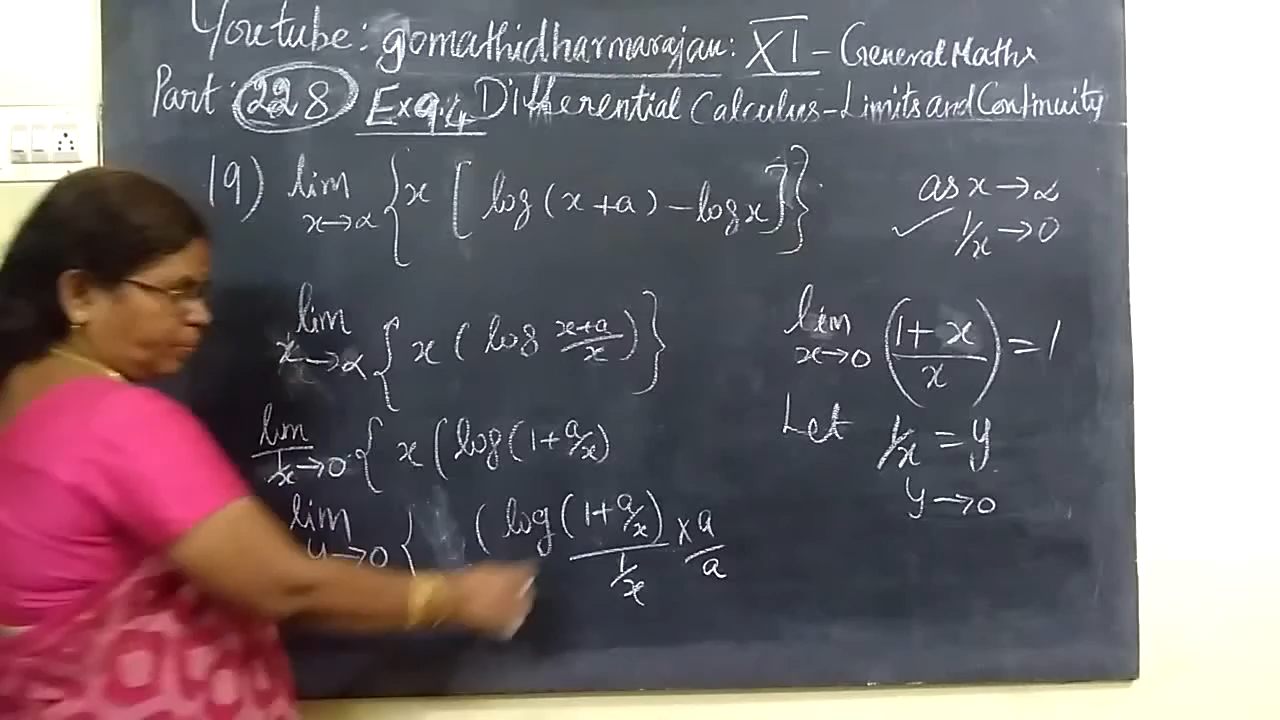 Youtube: gomathidharmarajan: XI - General Maths
Part: 228 Ex 9.4 Differential Calculus - Limits and Continuity
19) lim x→α {x [log (x+a) - log x]}
as x→α
✓ 1/x→0
lim x→α {x (log (x+a)/x)}
lim x→0 ((1+x)/x) = 1
lim 1/x→0 {x (log (1+a/x)
Let 1/x = y
y→0
lim y→0 { (log (1+a/x) / (1/x) × a/a